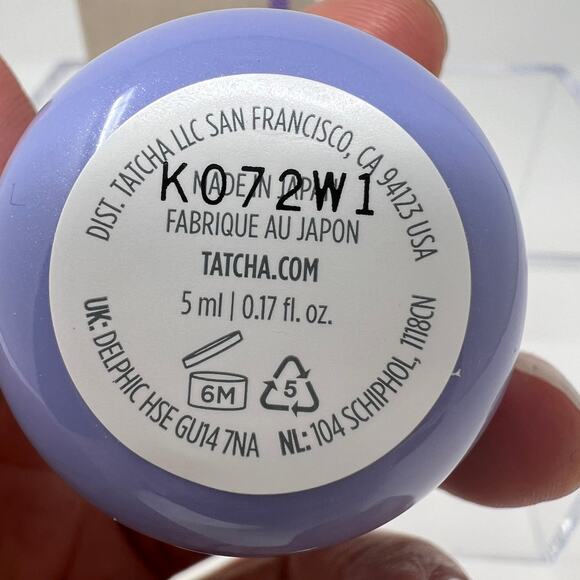 DIST. TATCHA LLC SAN FRANCISCO, CA 94123 USA
K072W1
MADE IN JAPAN
FABRIQUE AU JAPON
TATCHA.COM
5 ml | 0.17 fl. oz.
6M
5
UK: DELPHIC HSE GU14 7NA NL: 104 SCHIPHOL, 1118CN